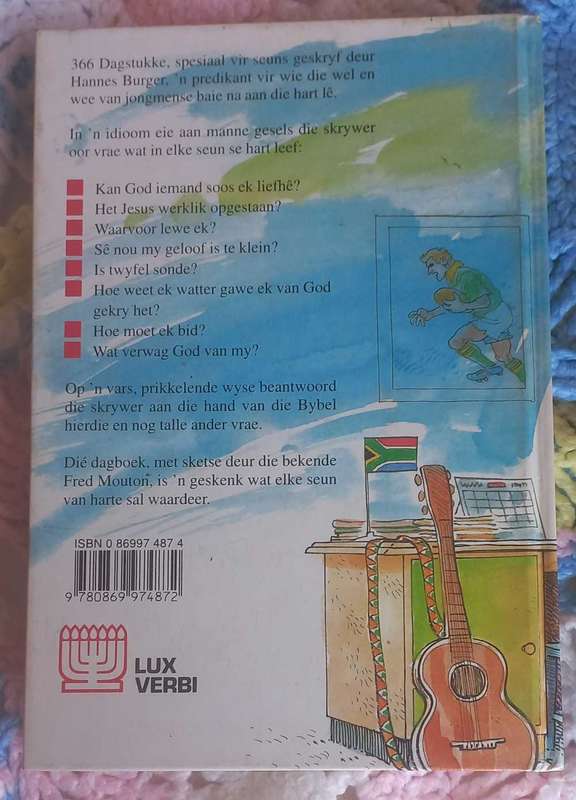 366 Dagstukke, spesiaal vir seuns geskryf deur
Hannes Burger, 'n predikant vir wie die wel en
wee van jongmense baie na aan die hart lê.
In 'n idioom eie aan manne gesels die skrywer
oor vrae wat in elke seun se hart leef:
Kan God iemand soos ek liefhê?
Het Jesus werklik opgestaan?
Waarvoor lewe ek?
Sê nou my geloof is te klein?
Is twyfel sonde?
Hoe weet ek watter gawe ek van God
gekry het?
Hoe moet ek bid?
Wat verwag God van my?
Op 'n vars, prikkelende wyse beantwoord
die skrywer aan die hand van die Bybel
hierdie en nog talle ander vrae.
Dié dagboek, met sketse deur die bekende
Fred Mouton, is 'n geskenk wat elke seun
van harte sal waardeer.
ISBN 0 86997 487 4
9 780869 974872
LUX
VERBI